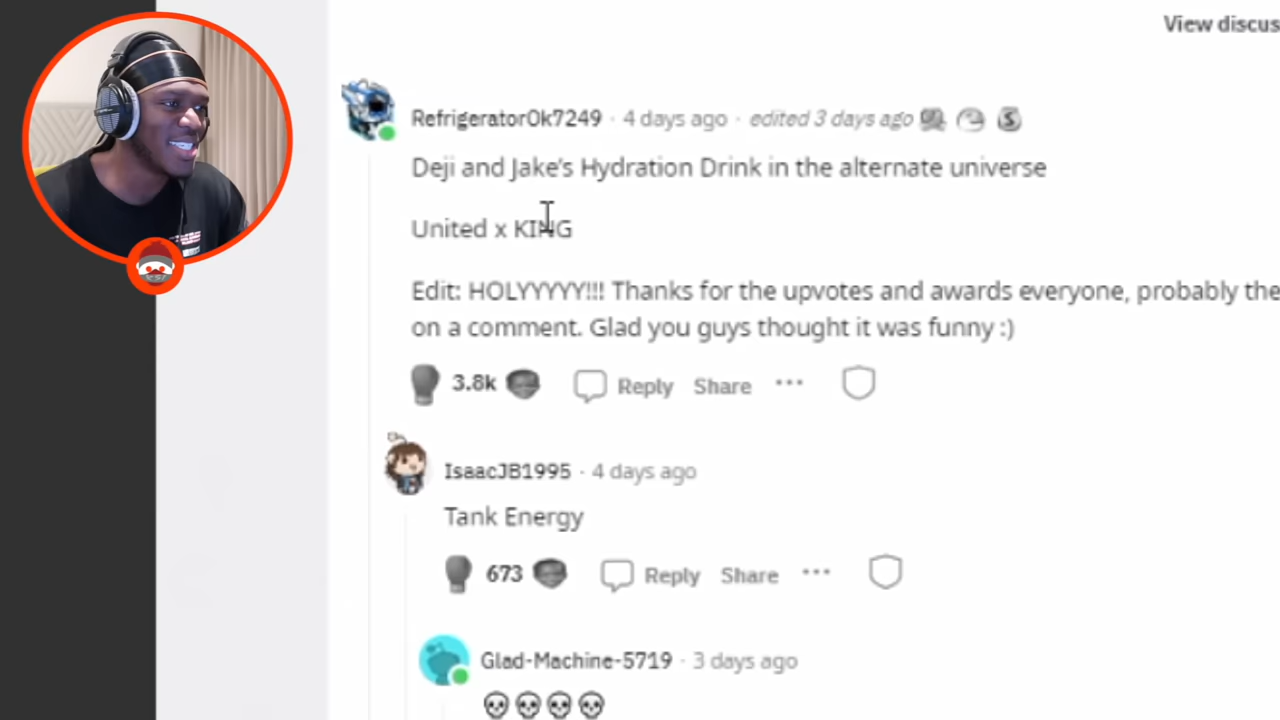 View discus
RefrigeratorOk7249 · 4 days ago · edited 3 days ago
Deji and Jake's Hydration Drink in the alternate universe
United x KING
Edit: HOLYYYYY!!! Thanks for the upvotes and awards everyone, probably the
on a comment. Glad you guys thought it was funny :)
3.8k Reply Share ···
IsaacJB1995 · 4 days ago
Tank Energy
673 Reply Share ···
Glad-Machine-5719 · 3 days ago
💀💀💀💀